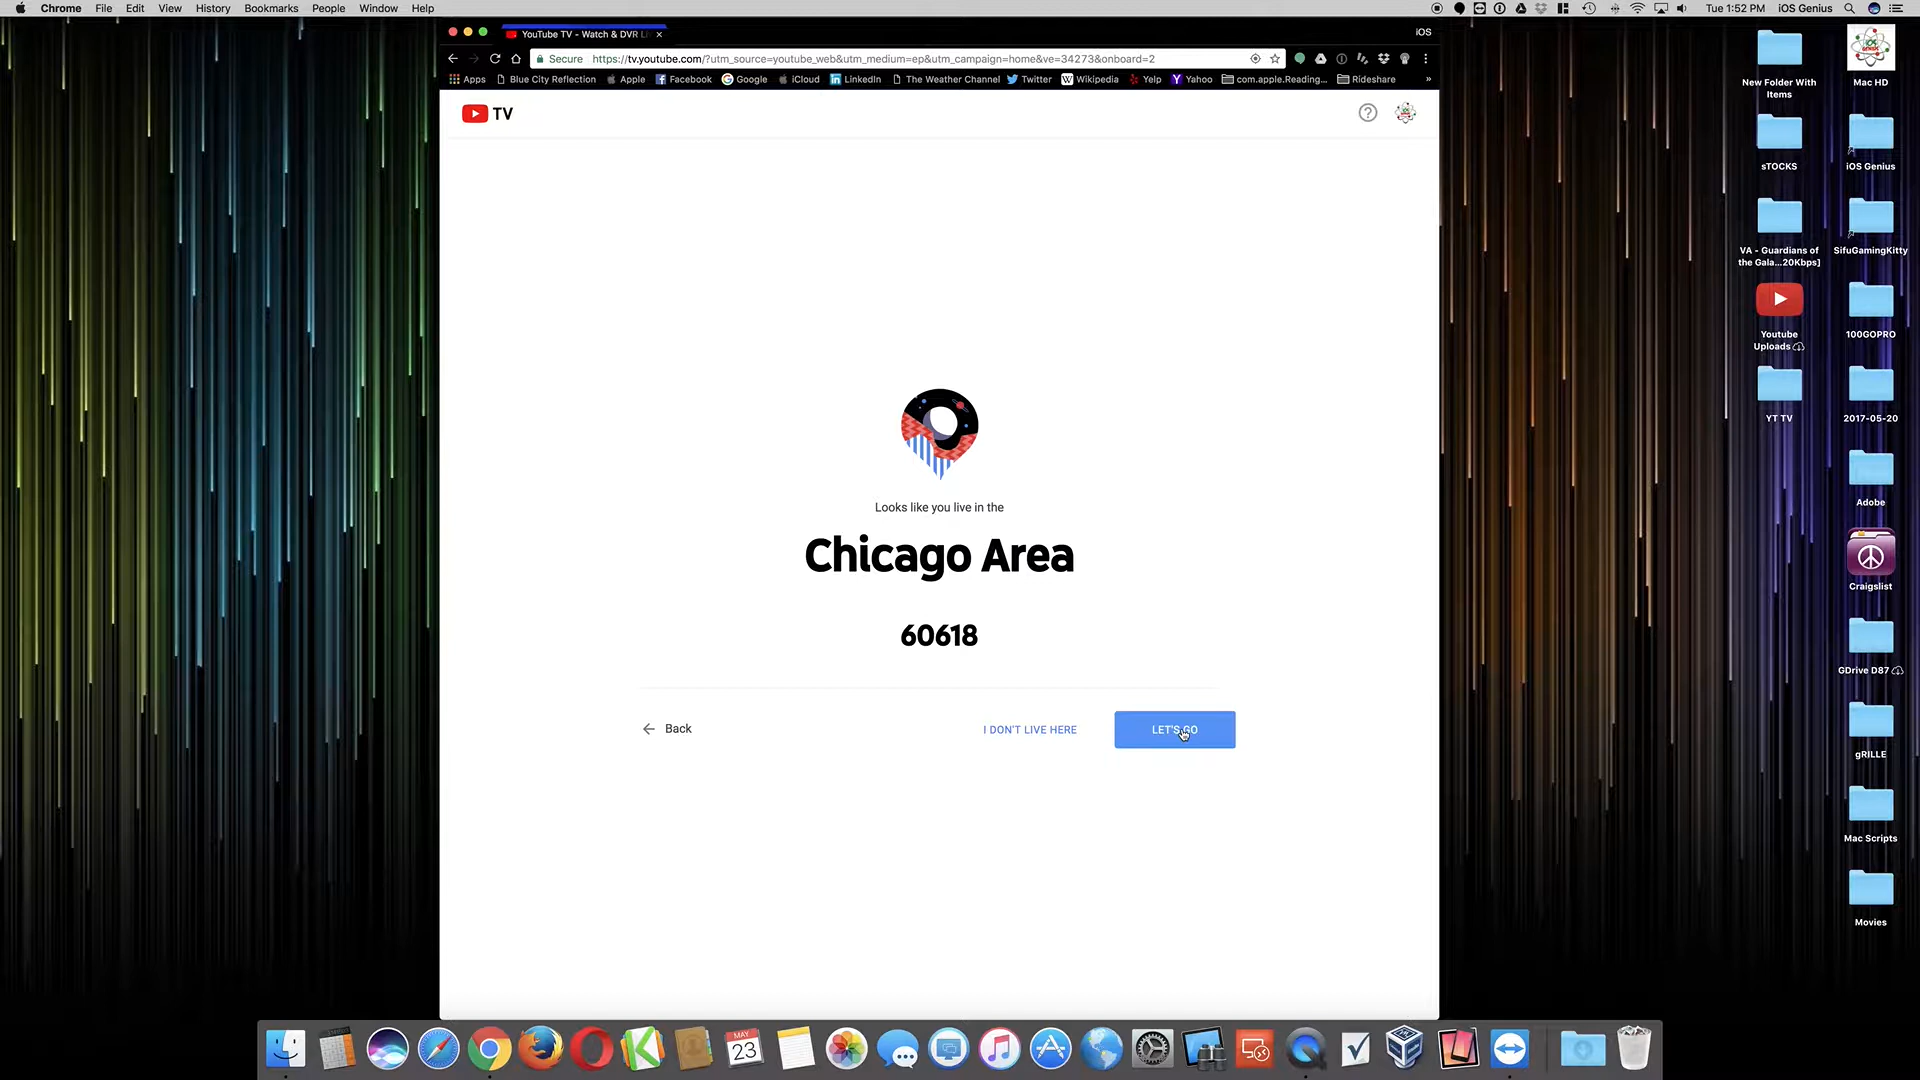 Chrome File Edit View History Bookmarks People Window Help
Tue 1:52 PM iOS Genius
YouTube TV - Watch & DVR Li
iOS
Secure https://tv.youtube.com/?utm_source=youtube_web&utm_medium=ep&utm_campaign=home&ve=34273&onboard=2
Apps Blue City Reflection Apple Facebook Google iCloud LinkedIn The Weather Channel Twitter Wikipedia Yelp Yahoo com.apple.Reading... Rideshare »
TV
Looks like you live in the
Chicago Area
60618
Back
I DON'T LIVE HERE
LET'S GO
New Folder With
Items
Mac HD
sTOCKS
iOS Genius
VA - Guardians of
the Gala...20Kbps]
SifuGamingKitty
Youtube
Uploads
100GOPRO
YT TV
2017-05-20
Adobe
Craigslist
GDrive D87
gRILLE
Mac Scripts
Movies
MAY
23